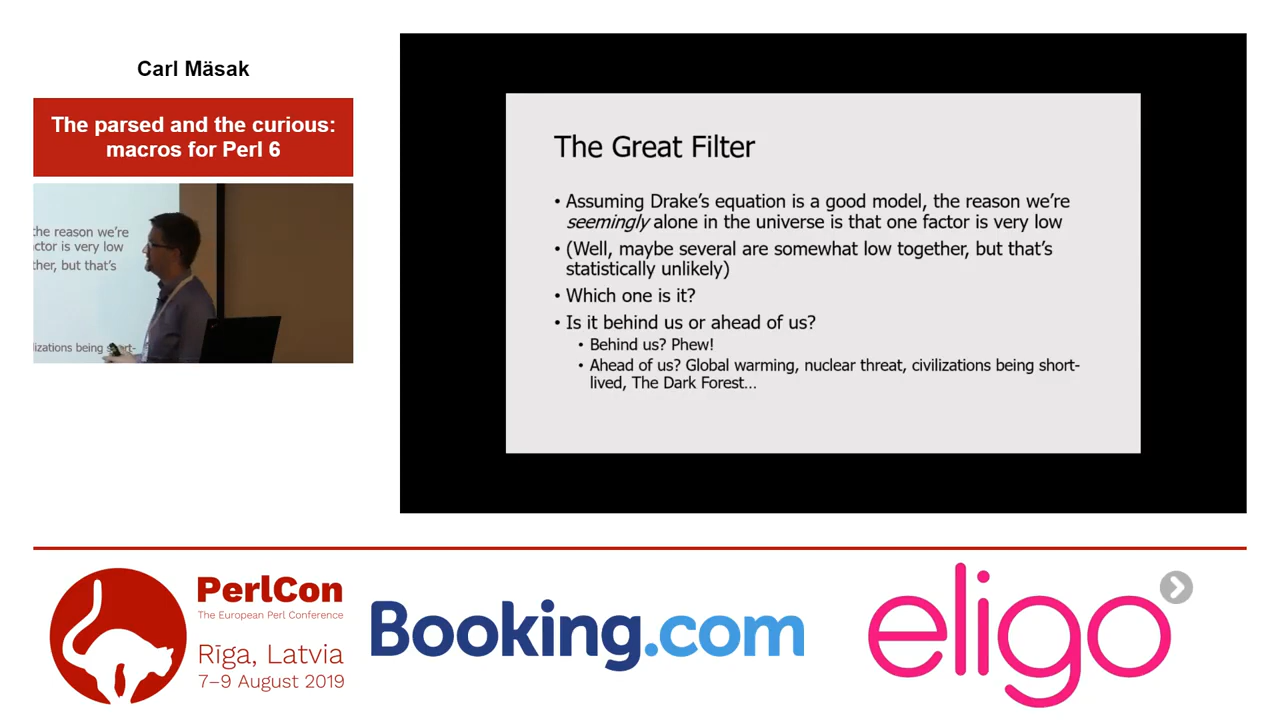 Carl Mäsak
The parsed and the curious:
macros for Perl 6
the reason we're
ctor is very low
ther, but that's
lizations being short-
The Great Filter
• Assuming Drake's equation is a good model, the reason we're
seemingly alone in the universe is that one factor is very low
• (Well, maybe several are somewhat low together, but that's
statistically unlikely)
• Which one is it?
• Is it behind us or ahead of us?
• Behind us? Phew!
• Ahead of us? Global warming, nuclear threat, civilizations being short-
lived, The Dark Forest...
PerlCon
The European Perl Conference
Rīga, Latvia
7–9 August 2019
Booking.com
eligo